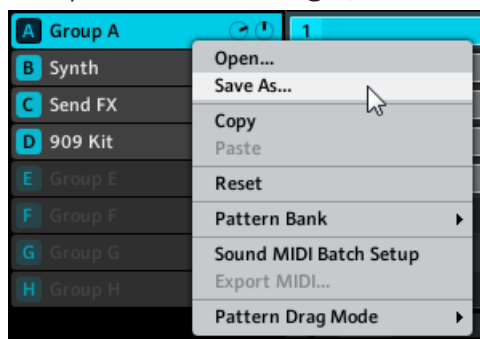 A Group A 1
B Synth
C Send FX
D 909 Kit
E Group E
F Group F
G Group G
H Group H
Open...
Save As...
Copy
Paste
Reset
Pattern Bank
Sound MIDI Batch Setup
Export MIDI...
Pattern Drag Mode